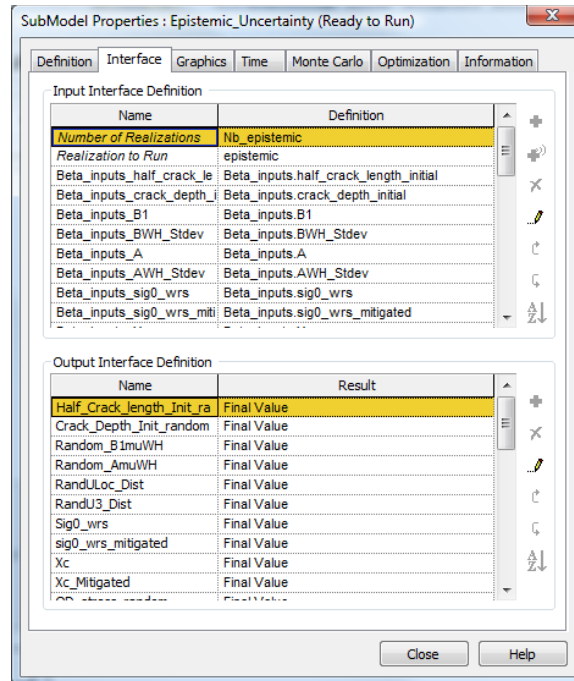 SubModel Properties : Epistemic_Uncertainty (Ready to Run)
Definition Interface Graphics Time Monte Carlo Optimization Information
Input Interface Definition
Name Definition
Number of Realizations Nb_epistemic
Realization to Run epistemic
Beta_inputs_half_crack_le Beta_inputs.half_crack_length_initial
Beta_inputs_crack_depth_i Beta_inputs.crack_depth_initial
Beta_inputs_B1 Beta_inputs.B1
Beta_inputs_BWH_Stdev Beta_inputs.BWH_Stdev
Beta_inputs_A Beta_inputs.A
Beta_inputs_AWH_Stdev Beta_inputs.AWH_Stdev
Beta_inputs_sig0_wrs Beta_inputs.sig0_wrs
Beta_inputs_sig0_wrs_miti Beta_inputs.sig0_wrs_mitigated
Output Interface Definition
Name Result
Half_Crack_length_Init_ra Final Value
Crack_Depth_Init_random Final Value
Random_B1muWH Final Value
Random_AmuWH Final Value
RandULoc_Dist Final Value
RandU3_Dist Final Value
Sig0_wrs Final Value
sig0_wrs_mitigated Final Value
Xc Final Value
Xc_Mitigated Final Value
Close Help